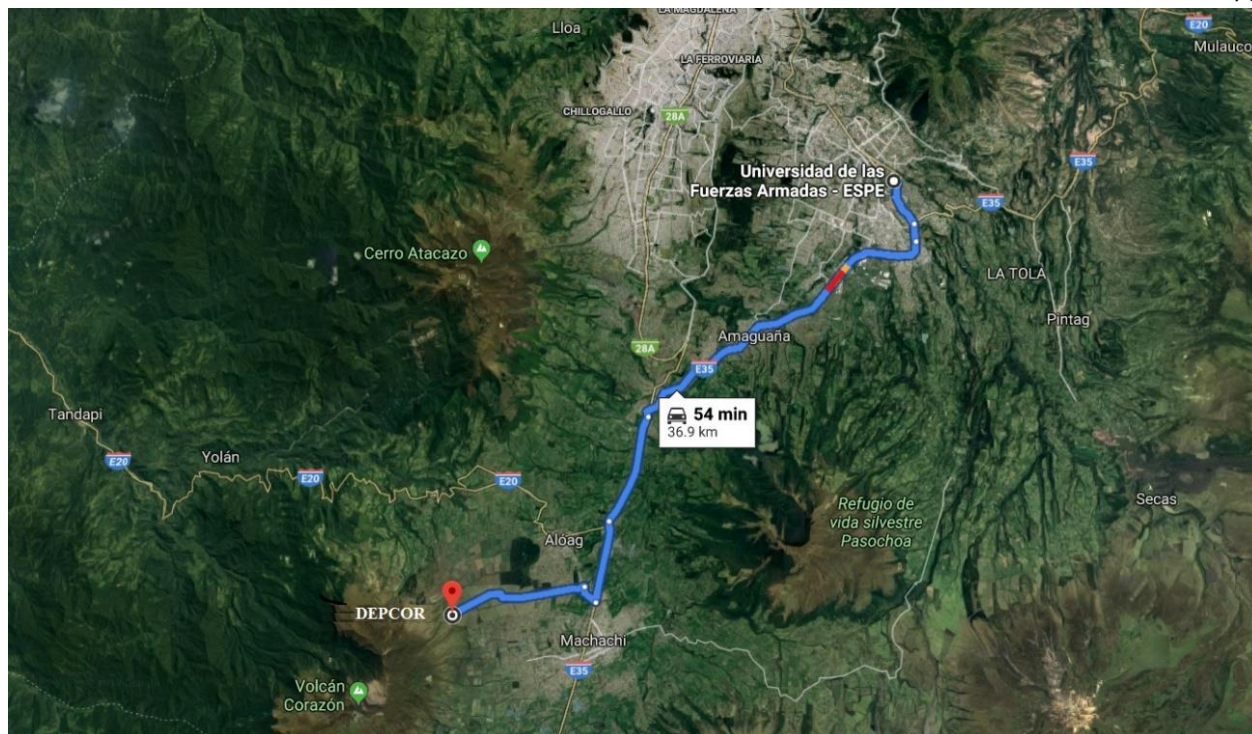 LA MAGDALENA
E20
Lloa
Mulauco
LA FERROVIARIA
CHILLOGALLO
28A
E35
Universidad de las
Fuerzas Armadas - ESPE
E35
Cerro Atacazo
LA TOLA
Pintag
Amaguaña
28A
E35
54 min
36.9 km
Tandapi
Yolán
E20
E20
E20
Secas
Refugio de
vida silvestre
Pasochoa
Alóag
DEPCOR
Machachi
E35
Volcán
Corazón